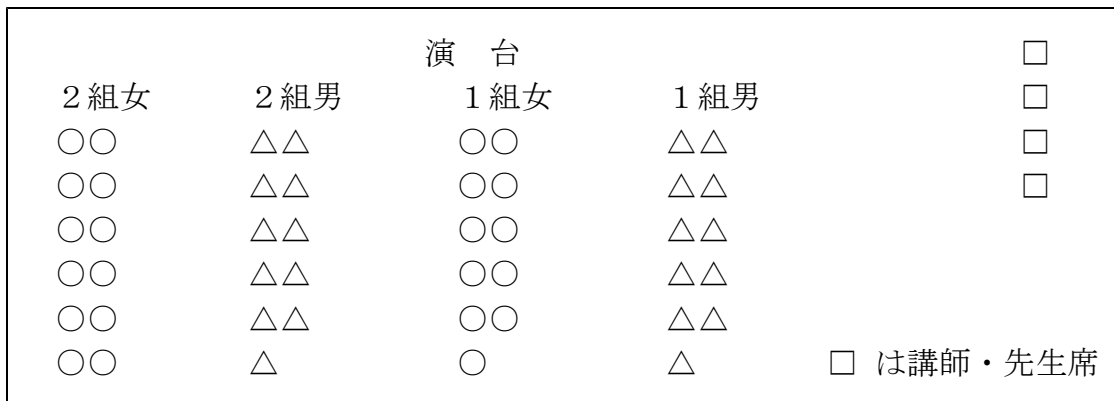 演　台 □
２組女 ２組男 １組女 １組男 □
○○ △△ ○○ △△ □
○○ △△ ○○ △△ □
○○ △△ ○○ △△
○○ △△ ○○ △△
○○ △△ ○○ △△
○○ △ ○ △ □ は講師・先生席